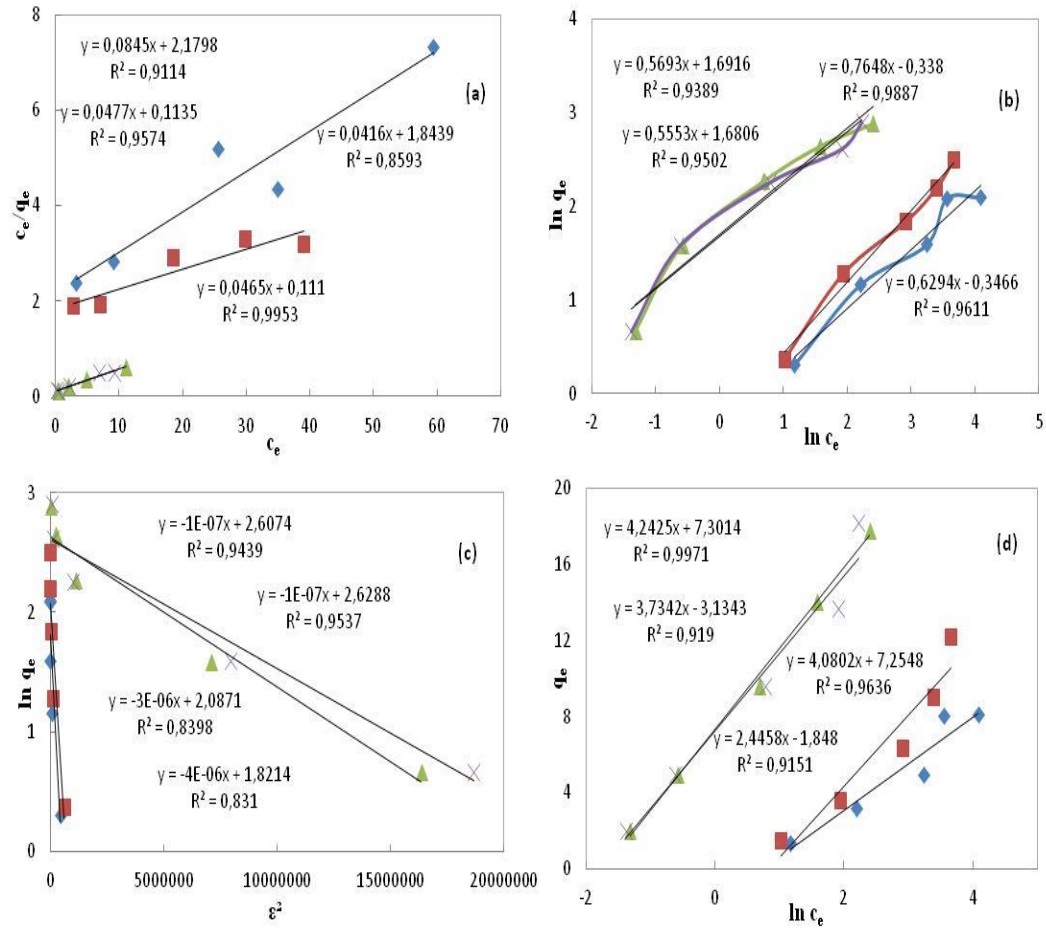 8
6
4
2
0
cₑ/qₑ
y = 0,0845x + 2,1798
R² = 0,9114
y = 0,0477x + 0,1135
R² = 0,9574
y = 0,0416x + 1,8439
R² = 0,8593
y = 0,0465x + 0,111
R² = 0,9953
(a)
0 10 20 30 40 50 60 70
cₑ
4
3
2
1
0
ln qₑ
y = 0,5693x + 1,6916
R² = 0,9389
y = 0,7648x - 0,338
R² = 0,9887
y = 0,5553x + 1,6806
R² = 0,9502
y = 0,6294x - 0,3466
R² = 0,9611
(b)
-2 -1 0 1 2 3 4 5
ln cₑ
3
2
1
0
ln qₑ
y = -1E-07x + 2,6074
R² = 0,9439
y = -1E-07x + 2,6288
R² = 0,9537
y = -3E-06x + 2,0871
R² = 0,8398
y = -4E-06x + 1,8214
R² = 0,831
(c)
0 5000000 10000000 15000000 20000000
ε²
20
16
12
8
4
0
qₑ
y = 4,2425x + 7,3014
R² = 0,9971
y = 3,7342x - 3,1343
R² = 0,919
y = 4,0802x + 7,2548
R² = 0,9636
y = 2,4458x - 1,848
R² = 0,9151
(d)
-2 0 2 4
ln cₑ